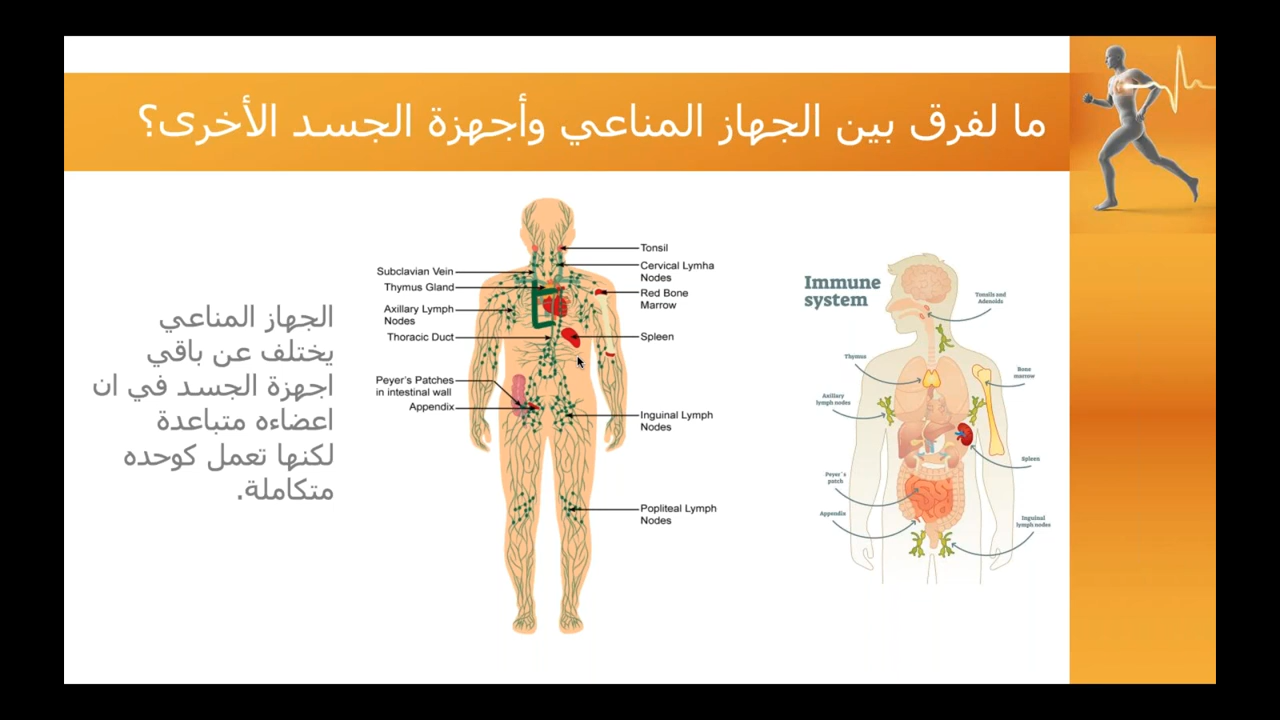 ما لفرق بين الجهاز المناعي وأجهزة الجسد الأخرى؟
الجهاز المناعي
يختلف عن باقي
اجهزة الجسد في ان
اعضاءه متباعدة
لكنها تعمل كوحده
متكاملة.
Subclavian Vein
Thymus Gland
Axillary Lymph
Nodes
Thoracic Duct
Peyer's Patches
in intestinal wall
Appendix
Tonsil
Cervical Lymha
Nodes
Red Bone
Marrow
Spleen
Inguinal Lymph
Nodes
Popliteal Lymph
Nodes
Immune
system
Tonsils and
Adenoids
Thymus
Bone
marrow
Axillary
lymph nodes
Spleen
Peyer`s
patch
Appendix
Inguinal
lymph nodes